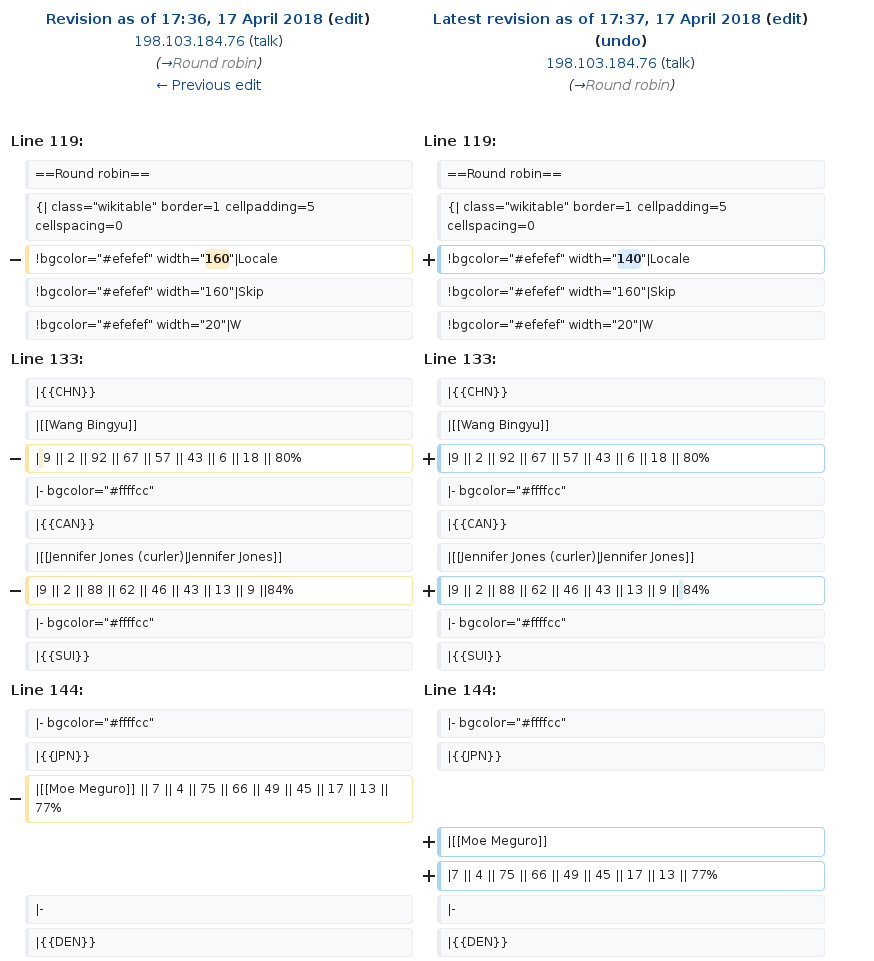 Revision as of 17:36, 17 April 2018 (edit)
198.103.184.76 (talk)
(→Round robin)
← Previous edit
Latest revision as of 17:37, 17 April 2018 (edit)
(undo)
198.103.184.76 (talk)
(→Round robin)
Line 119:
Line 119:
==Round robin==
==Round robin==
{| class="wikitable" border=1 cellpadding=5
cellspacing=0
{| class="wikitable" border=1 cellpadding=5
cellspacing=0
− !bgcolor="#efefef" width="160"|Locale
+ !bgcolor="#efefef" width="140"|Locale
!bgcolor="#efefef" width="160"|Skip
!bgcolor="#efefef" width="160"|Skip
!bgcolor="#efefef" width="20"|W
!bgcolor="#efefef" width="20"|W
Line 133:
Line 133:
|{{CHN}}
|{{CHN}}
|[[Wang Bingyu]]
|[[Wang Bingyu]]
− | 9 || 2 || 92 || 67 || 57 || 43 || 6 || 18 || 80%
+ |9 || 2 || 92 || 67 || 57 || 43 || 6 || 18 || 80%
|- bgcolor="#ffffcc"
|- bgcolor="#ffffcc"
|{{CAN}}
|{{CAN}}
|[[Jennifer Jones (curler)|Jennifer Jones]]
|[[Jennifer Jones (curler)|Jennifer Jones]]
− |9 || 2 || 88 || 62 || 46 || 43 || 13 || 9 ||84%
+ |9 || 2 || 88 || 62 || 46 || 43 || 13 || 9 || 84%
|- bgcolor="#ffffcc"
|- bgcolor="#ffffcc"
|{{SUI}}
|{{SUI}}
Line 144:
Line 144:
|- bgcolor="#ffffcc"
|- bgcolor="#ffffcc"
|{{JPN}}
|{{JPN}}
− |[[Moe Meguro]] || 7 || 4 || 75 || 66 || 49 || 45 || 17 || 13 ||
77%
+ |[[Moe Meguro]]
+ |7 || 4 || 75 || 66 || 49 || 45 || 17 || 13 || 77%
|-
|-
|{{DEN}}
|{{DEN}}